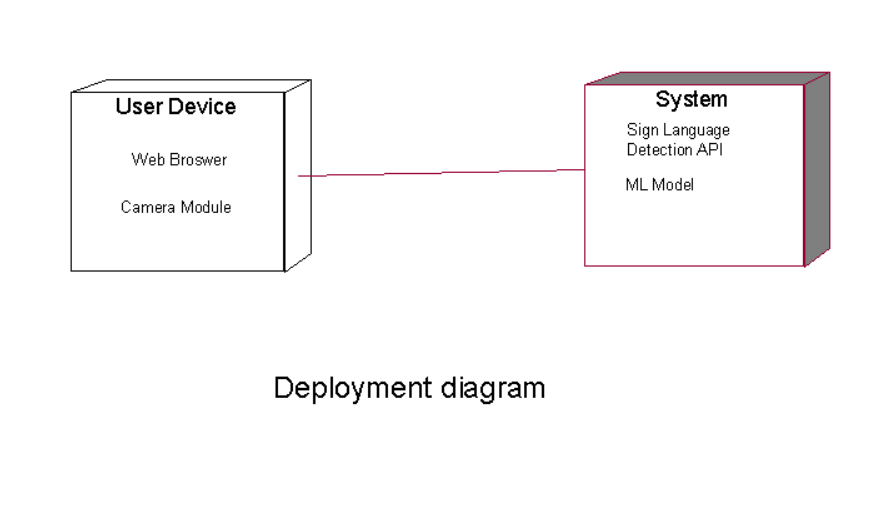 User Device
Web Broswer
Camera Module
System
Sign Language
Detection API
ML Model
Deployment diagram